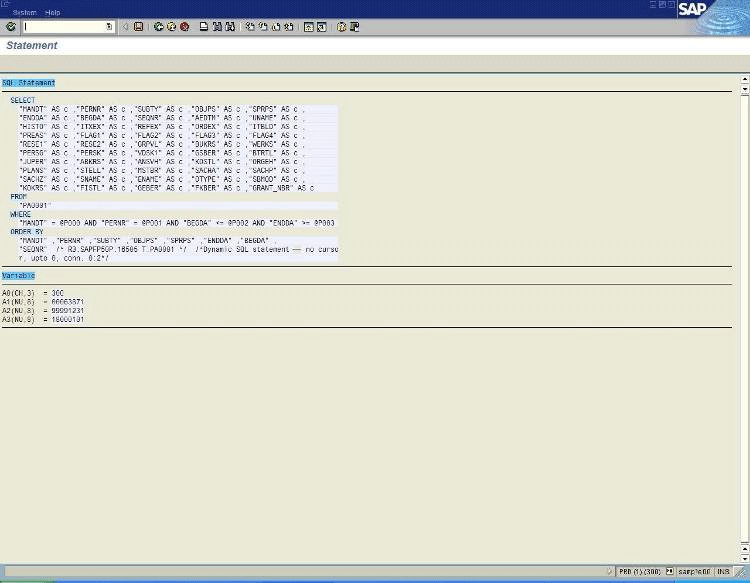 System Help
SAP
Statement
SQL Statement
SELECT
"MANDT" AS c ,"PERNR" AS c ,"SUBTY" AS c ,"OBJPS" AS c ,"SPRPS" AS c ,
"ENDDA" AS c ,"BEGDA" AS c ,"SEQNR" AS c ,"AEDTM" AS c ,"UNAME" AS c ,
"HISTO" AS c ,"ITXEX" AS c ,"REFEX" AS c ,"ORDEX" AS c ,"ITBLD" AS c ,
"PREAS" AS c ,"FLAG1" AS c ,"FLAG2" AS c ,"FLAG3" AS c ,"FLAG4" AS c ,
"RESE1" AS c ,"RESE2" AS c ,"GRPVL" AS c ,"BUKRS" AS c ,"WERKS" AS c ,
"PERSG" AS c ,"PERSK" AS c ,"VDSK1" AS c ,"GSBER" AS c ,"BTRTL" AS c ,
"JUPER" AS c ,"ABKRS" AS c ,"ANSVH" AS c ,"KOSTL" AS c ,"ORGEH" AS c ,
"PLANS" AS c ,"STELL" AS c ,"MSTBR" AS c ,"SACHA" AS c ,"SACHP" AS c ,
"SACHZ" AS c ,"SNAME" AS c ,"ENAME" AS c ,"OTYPE" AS c ,"SBMOD" AS c ,
"KOKRS" AS c ,"FISTL" AS c ,"GEBER" AS c ,"FKBER" AS c ,"GRANT_NBR" AS c
FROM
"PA0001"
WHERE
"MANDT" = @P000 AND "PERNR" = @P001 AND "BEGDA" <= @P002 AND "ENDDA" >= @P003
ORDER BY
"MANDT" ,"PERNR" ,"SUBTY" ,"OBJPS" ,"SPRPS" ,"ENDDA" ,"BEGDA" ,
"SEQNR" /* R3:SAPFP50P:16505 T:PA0001 */ /*Dynamic SQL statement -- no curso
r, upto 0, conn. 0:2*/
Variable
A0(CH,3) = 300
A1(NU,8) = 00063871
A2(NU,8) = 99991231
A3(NU,8) = 18000101
PRD (1) (300) sample00 INS